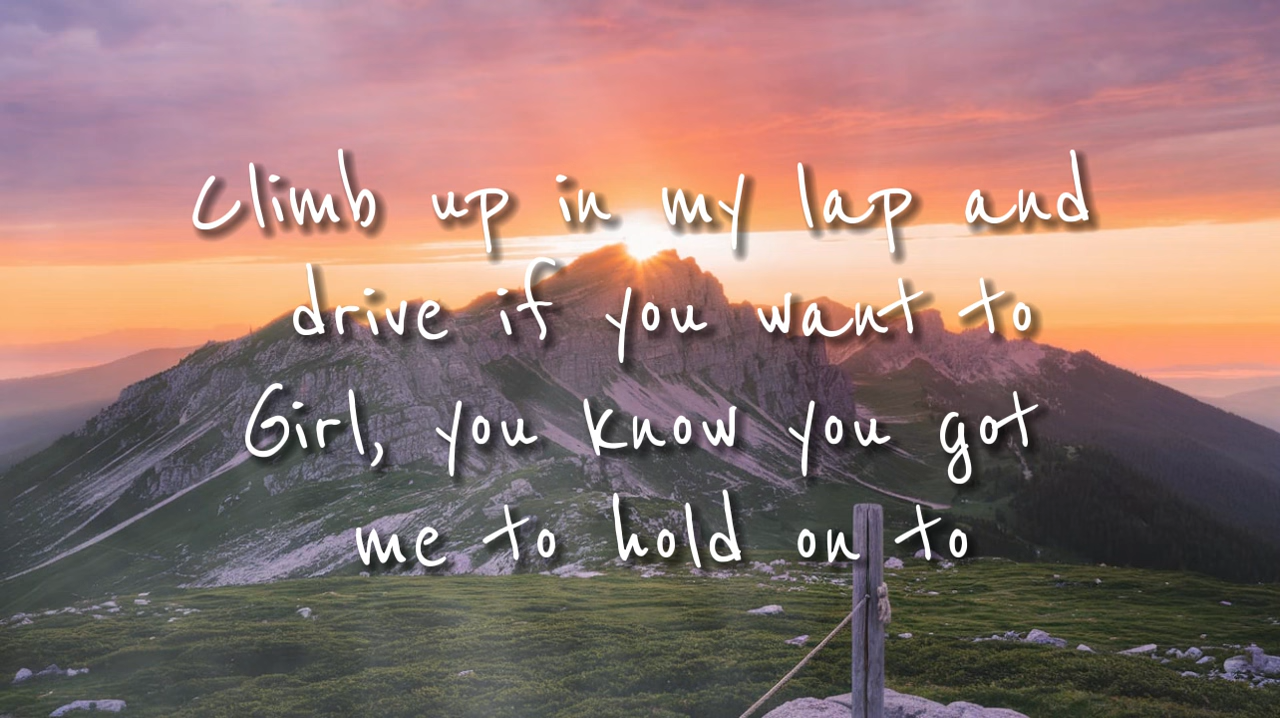 Climb up in my lap and
drive if you want to
Girl, you know you got
me to hold on to